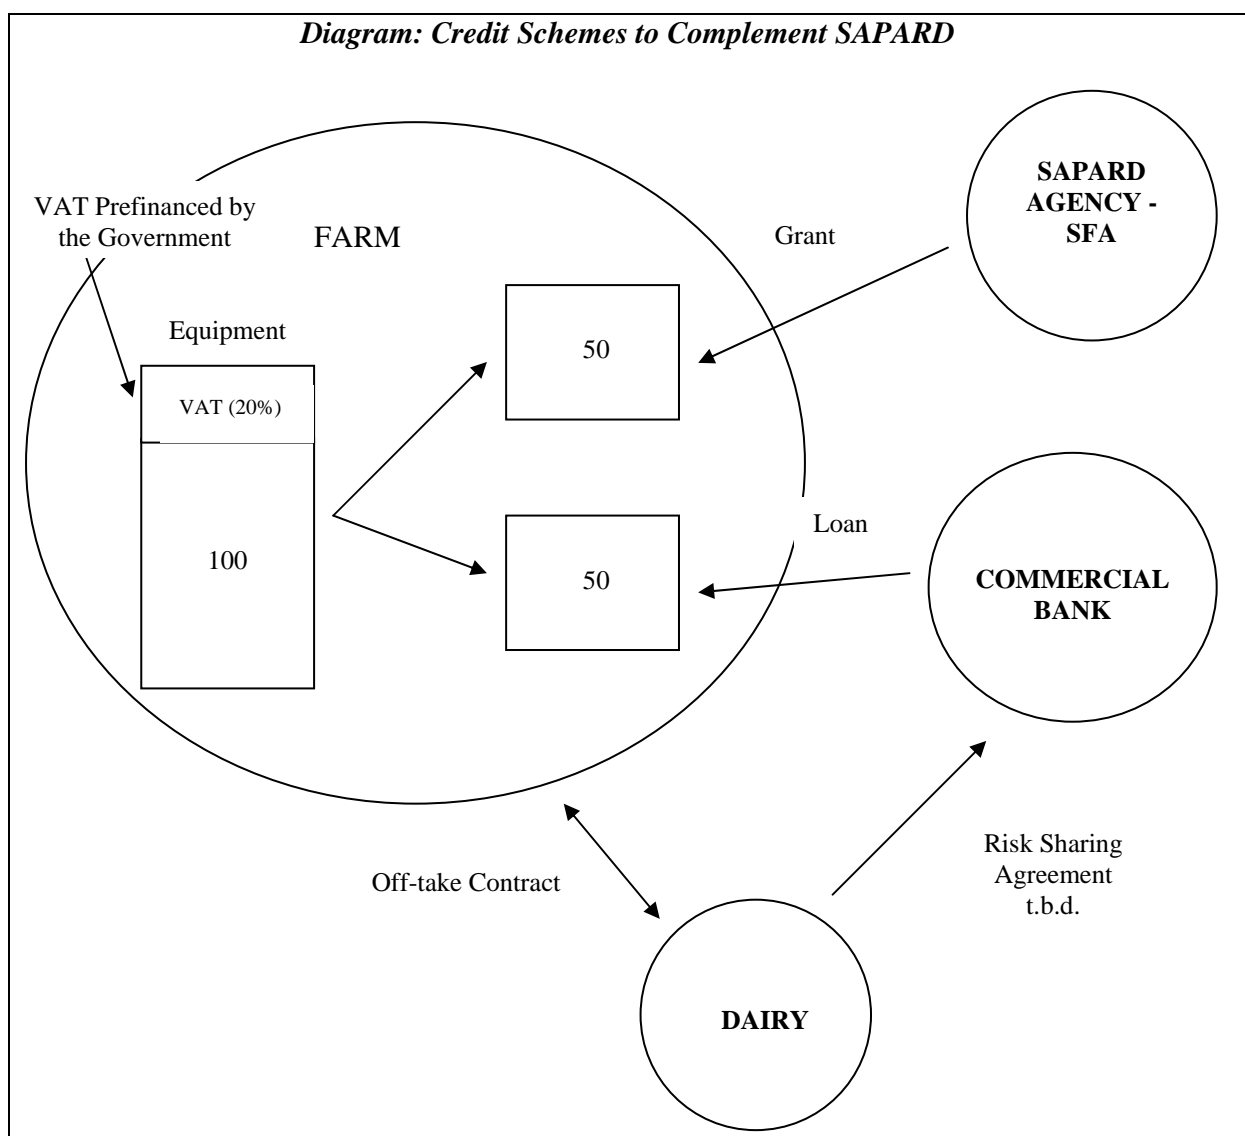 Diagram: Credit Schemes to Complement SAPARD
SAPARD
AGENCY -
SFA
VAT Prefinanced by
the Government
FARM
Grant
Equipment
50
VAT (20%)
Loan
100
50
COMMERCIAL
BANK
Risk Sharing
Agreement
t.b.d.
Off-take Contract
DAIRY